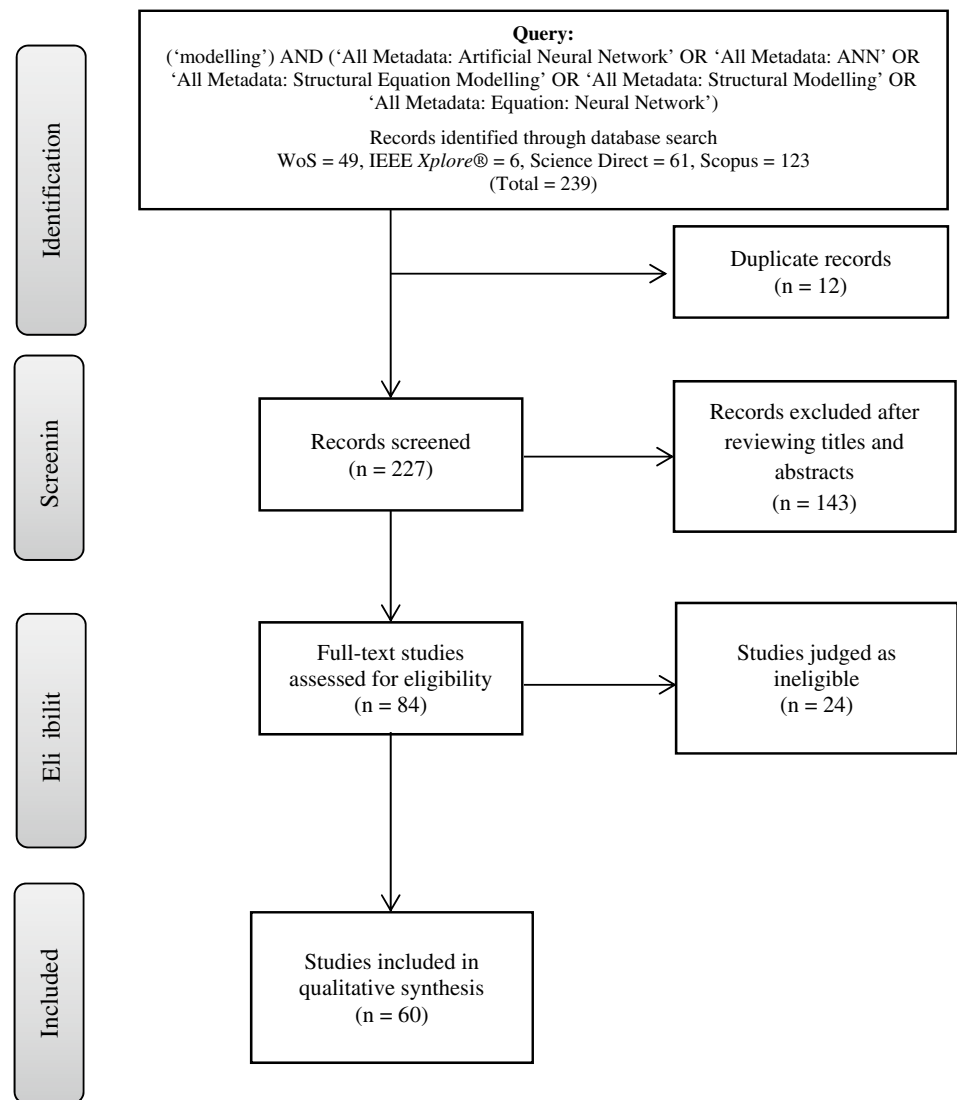 Identification
Query:
(‘modelling’) AND (‘All Metadata: Artificial Neural Network’ OR ‘All Metadata: ANN’ OR
‘All Metadata: Structural Equation Modelling’ OR ‘All Metadata: Structural Modelling’ OR
‘All Metadata: Equation: Neural Network’)
Records identified through database search
WoS = 49, IEEE Xplore® = 6, Science Direct = 61, Scopus = 123
(Total = 239)
Duplicate records
(n = 12)
Screenin
Records screened
(n = 227)
Records excluded after
reviewing titles and
abstracts
(n = 143)
Eli ibilit
Full-text studies
assessed for eligibility
(n = 84)
Studies judged as
ineligible
(n = 24)
Included
Studies included in
qualitative synthesis
(n = 60)